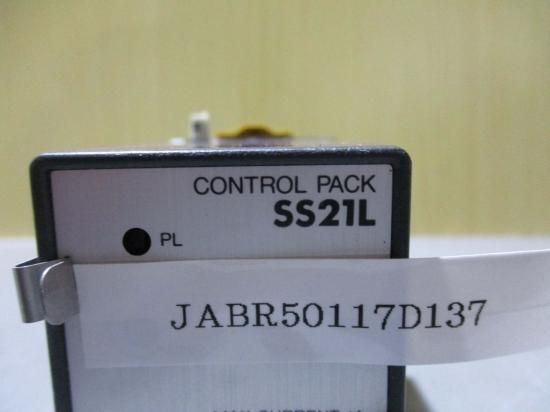 CONTROL PACK
SS21L
PL
JABR50117D137